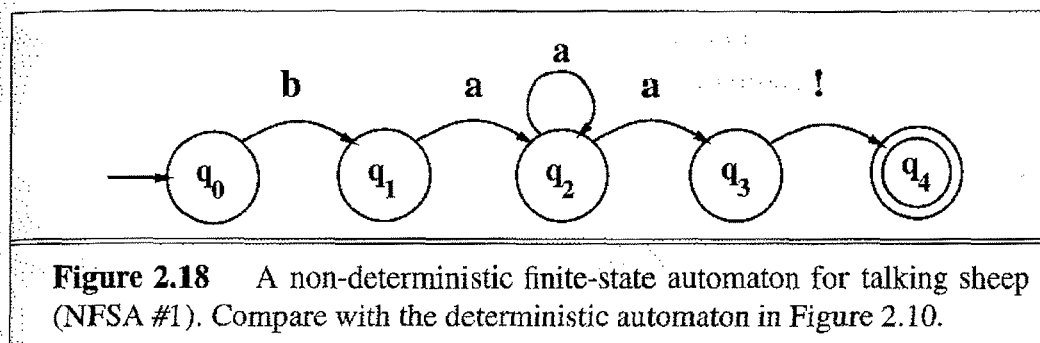 a
b a a !
q0 q1 q2 q3 q4
Figure 2.18 A non-deterministic finite-state automaton for talking sheep
(NFSA #1). Compare with the deterministic automaton in Figure 2.10.